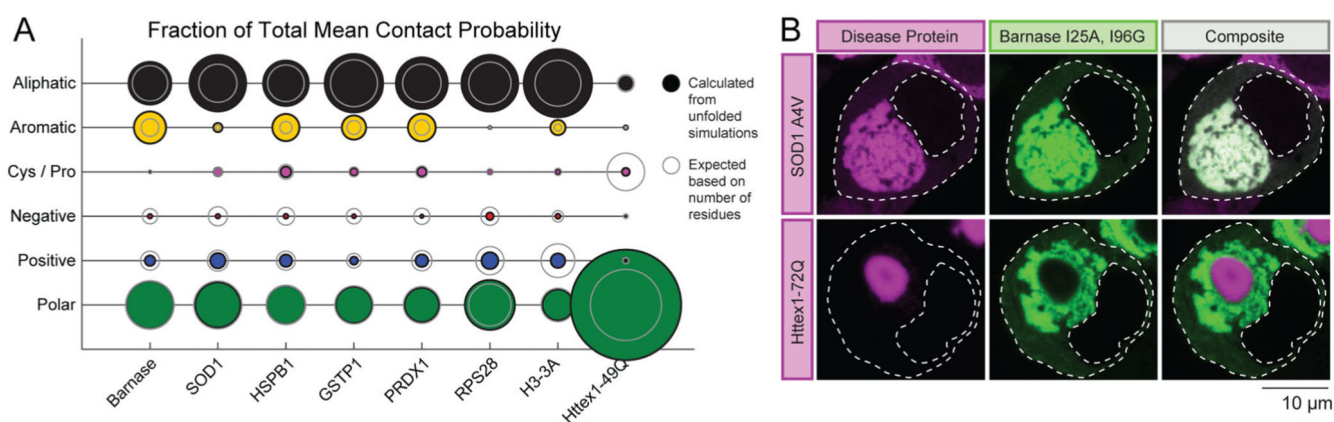 A
Fraction of Total Mean Contact Probability
Aliphatic
Aromatic
Cys / Pro
Negative
Positive
Polar
Calculated
from
unfolded
simulations
Expected
based on
number of
residues
Barnase
SOD1
HSPB1
GSTP1
PRDX1
RPS28
H3-3A
Httex1-49Q
B
Disease Protein
Barnase I25A, I96G
Composite
SOD1 A4V
Httex1-72Q
10 μm